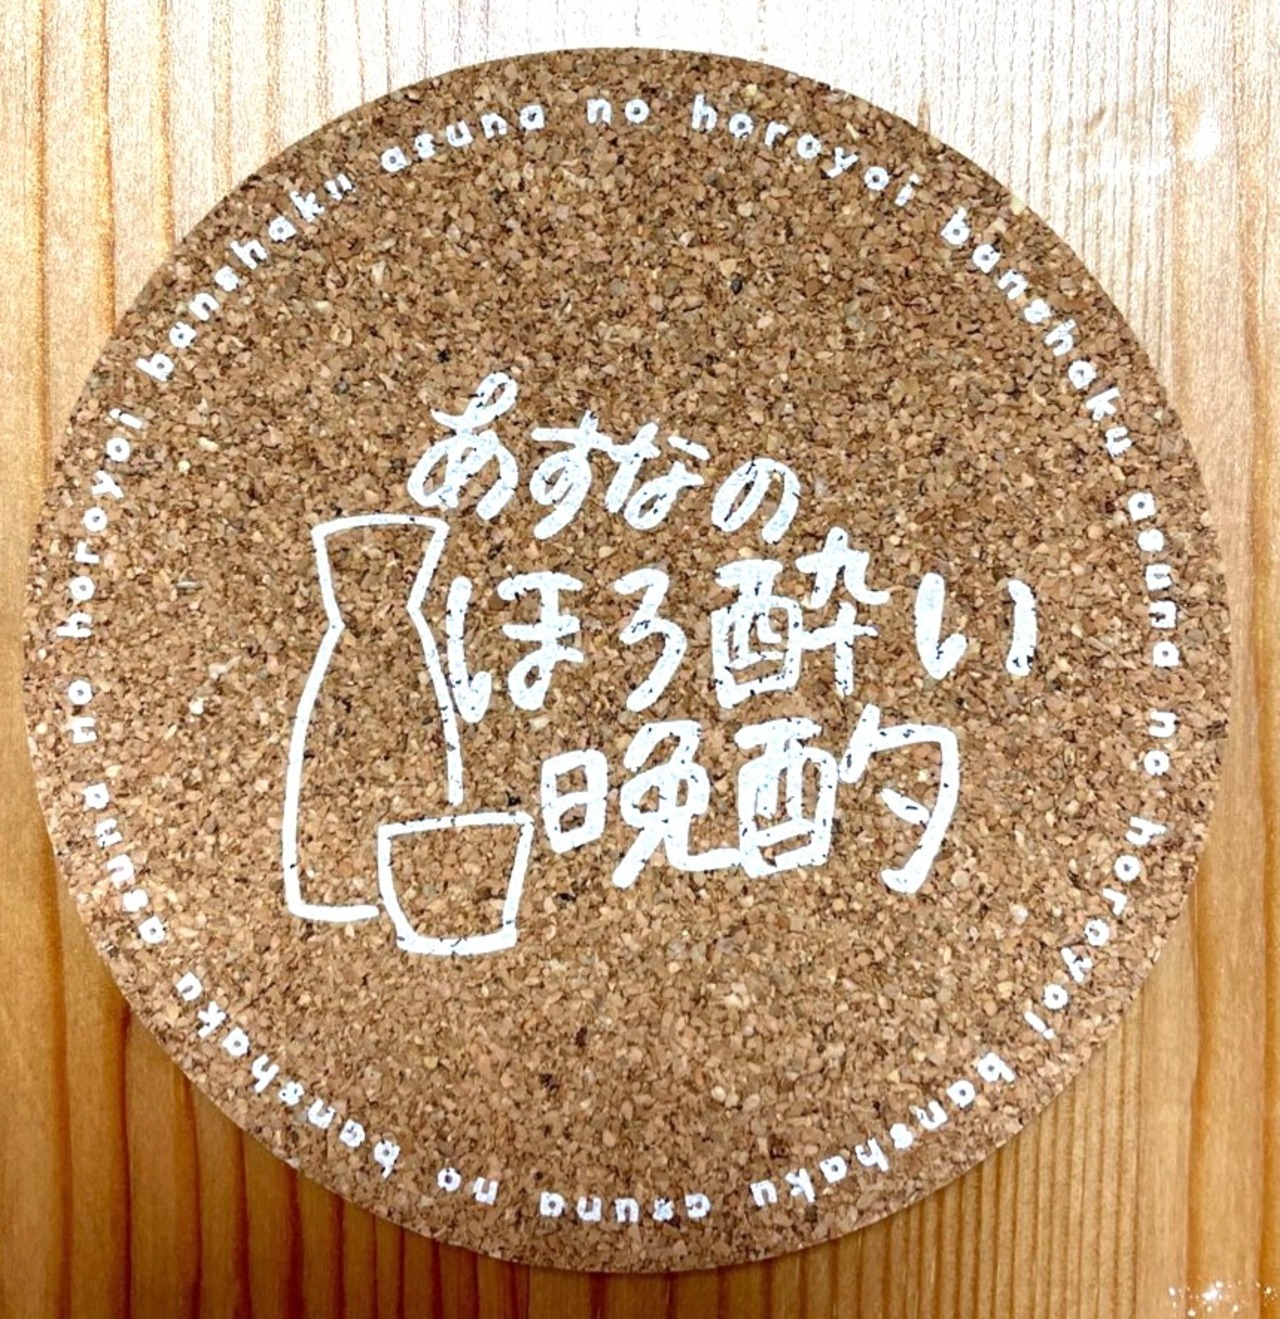 あすなの
ほろ酔い
晩酌
asuna no horoyoi banshaku asuna no horoyoi banshaku asuna no banshaku asuna no horoyoi banshaku